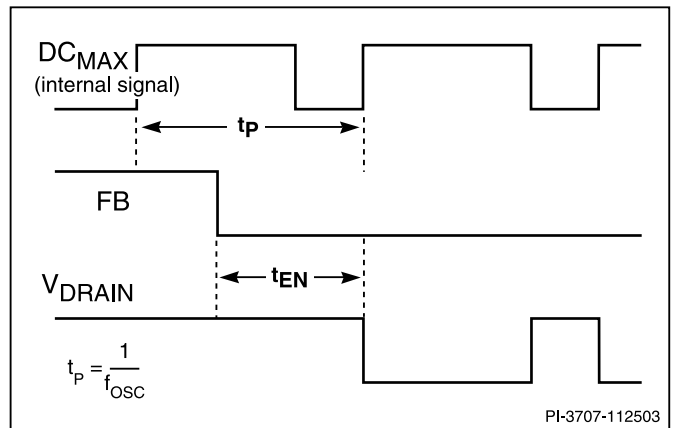 DCMAX
(internal signal)
tP
FB
tEN
VDRAIN
tP = 1/fOSC
PI-3707-112503